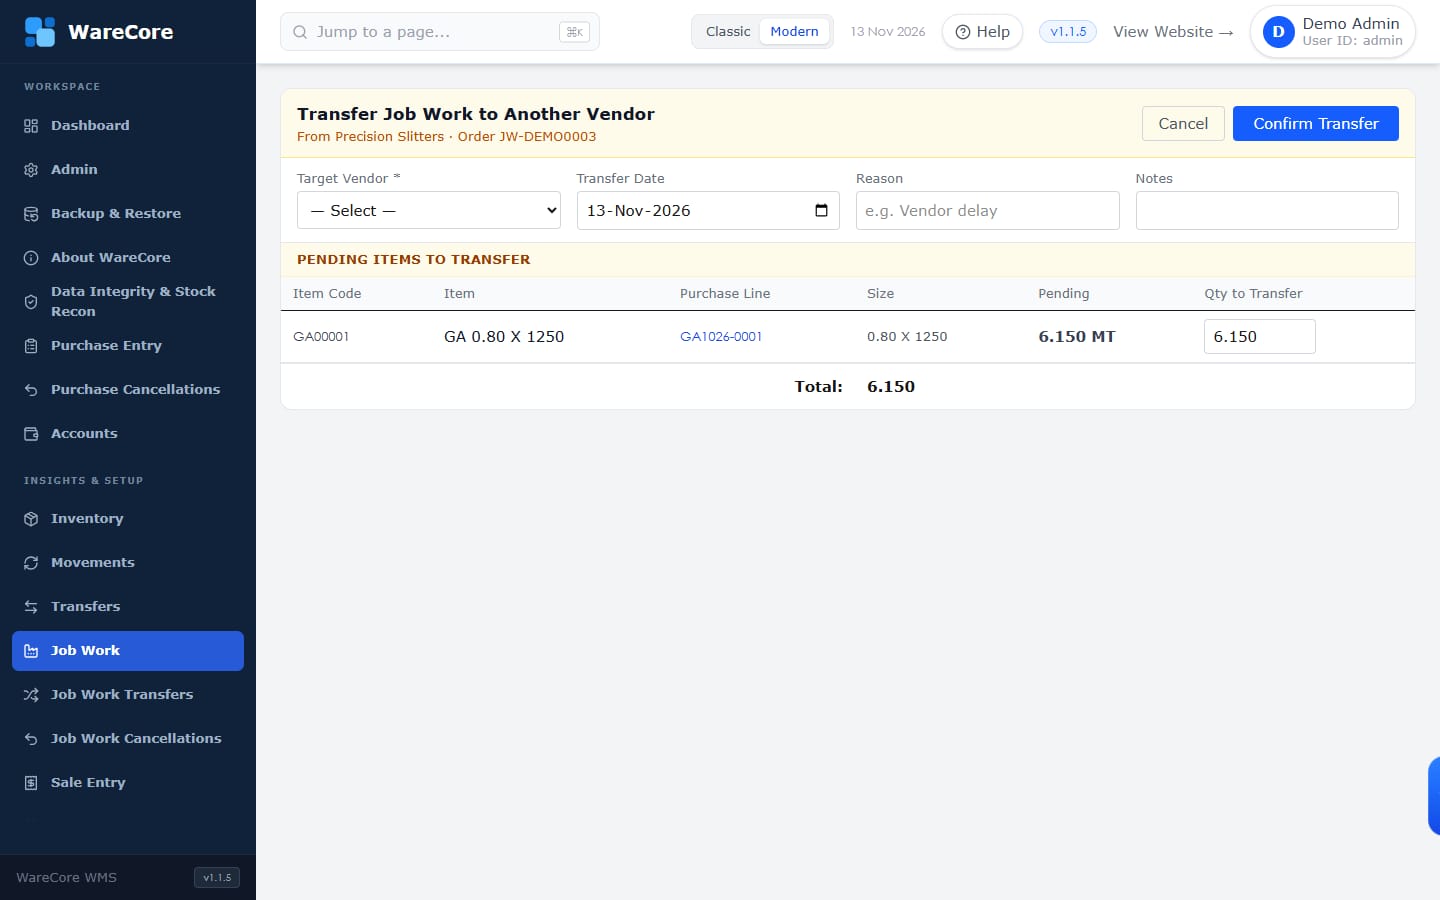 WareCore
Jump to a page...
⌘K
Classic
Modern
13 Nov 2026
Help
v1.1.5
View Website →
D
Demo Admin
User ID: admin
WORKSPACE
Dashboard
Admin
Backup & Restore
About WareCore
Data Integrity & Stock
Recon
Purchase Entry
Purchase Cancellations
Accounts
INSIGHTS & SETUP
Inventory
Movements
Transfers
Job Work
Job Work Transfers
Job Work Cancellations
Sale Entry
WareCore WMS
v1.1.5
Transfer Job Work to Another Vendor
From Precision Slitters · Order JW-DEMO0003
Cancel
Confirm Transfer
Target Vendor *
Transfer Date
Reason
Notes
— Select —
13-Nov-2026
e.g. Vendor delay
PENDING ITEMS TO TRANSFER
Item Code
Item
Purchase Line
Size
Pending
Qty to Transfer
GA00001
GA 0.80 X 1250
GA1026-0001
0.80 X 1250
6.150 MT
6.150
Total:
6.150